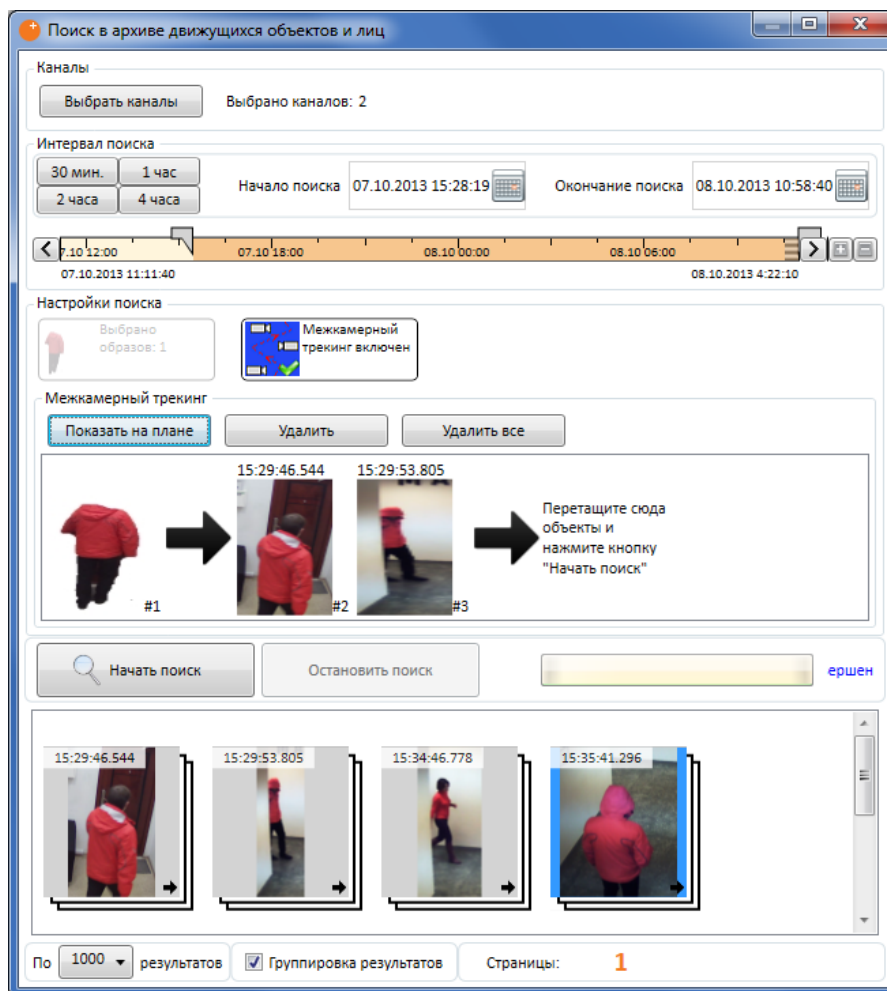 Поиск в архиве движущихся объектов и лиц
Каналы
Выбрать каналы
Выбрано каналов: 2
Интервал поиска
30 мин.
1 час
2 часа
4 часа
Начало поиска
07.10.2013 15:28:19
Окончание поиска
08.10.2013 10:58:40
7.10 12:00
07.10 18:00
08.10 00:00
08.10 06:00
07.10.2013 11:11:40
08.10.2013 4:22:10
Настройки поиска
Выбрано
образов: 1
Межкамерный
трекинг включен
Межкамерный трекинг
Показать на плане
Удалить
Удалить все
15:29:46.544
15:29:53.805
Перетащите сюда
объекты и
нажмите кнопку
"Начать поиск"
#1
#2
#3
Начать поиск
Остановить поиск
ершен
15:29:46.544
15:29:53.805
15:34:46.778
15:35:41.296
По
1000
результатов
Группировка результатов
Страницы:
1